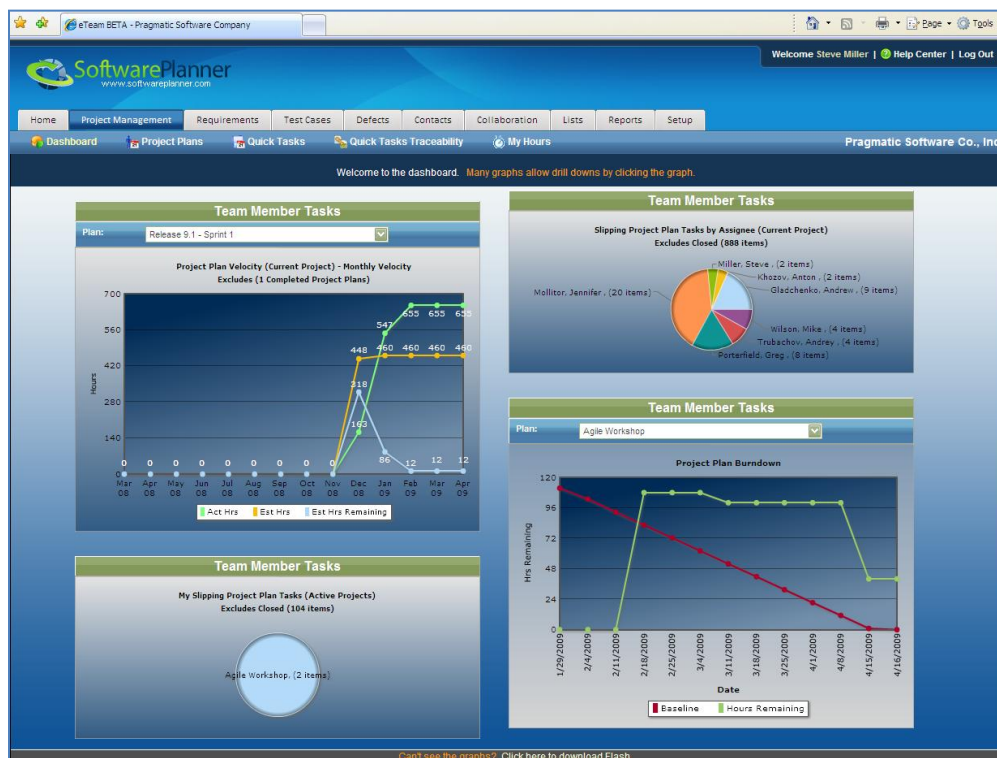 eTeam BETA - Pragmatic Software Company
Page
Tools
SoftwarePlanner
www.softwareplanner.com
Welcome Steve Miller | Help Center | Log Out
Home Project Management Requirements Test Cases Defects Contacts Collaboration Lists Reports Setup
Dashboard Project Plans Quick Tasks Quick Tasks Traceability My Hours Pragmatic Software Co., Inc
Welcome to the dashboard. Many graphs allow drill downs by clicking the graph.
Team Member Tasks
Plan: Release 9.1 - Sprint 1
Project Plan Velocity (Current Project) - Monthly Velocity
Excludes (1 Completed Project Plans)
Hours
700
560
420
280
140
0
547 655 655 655
448 460 460 460 460
318
163
86 12 12 12
0 0 0 0 0 0 0 0 0
Mar Apr May Jun Jul Aug Sep Oct Nov Dec Jan Feb Mar Apr
08 08 08 08 08 08 08 08 08 08 09 09 09 09
Act Hrs Est Hrs Est Hrs Remaining
Team Member Tasks
My Slipping Project Plan Tasks (Active Projects)
Excludes Closed (104 items)
Agile Workshop, (2 items)
Team Member Tasks
Slipping Project Plan Tasks by Assignee (Current Project)
Excludes Closed (888 items)
Miller, Steve , (2 items)
Khozov, Anton , (2 items)
Gladchenko, Andrew , (9 items)
Mollitor, Jennifer , (20 items)
Wilson, Mike , (4 items)
Trubachov, Andrey , (4 items)
Porterfield, Greg , (8 items)
Team Member Tasks
Plan: Agile Workshop
Project Plan Burndown
Hrs Remaining
120
96
72
48
24
0
1/29/2009
2/4/2009
2/11/2009
2/18/2009
2/25/2009
3/4/2009
3/11/2009
3/18/2009
3/25/2009
4/1/2009
4/8/2009
4/15/2009
4/16/2009
Date
Baseline Hours Remaining
Can't see the graphs? Click here to download Flash